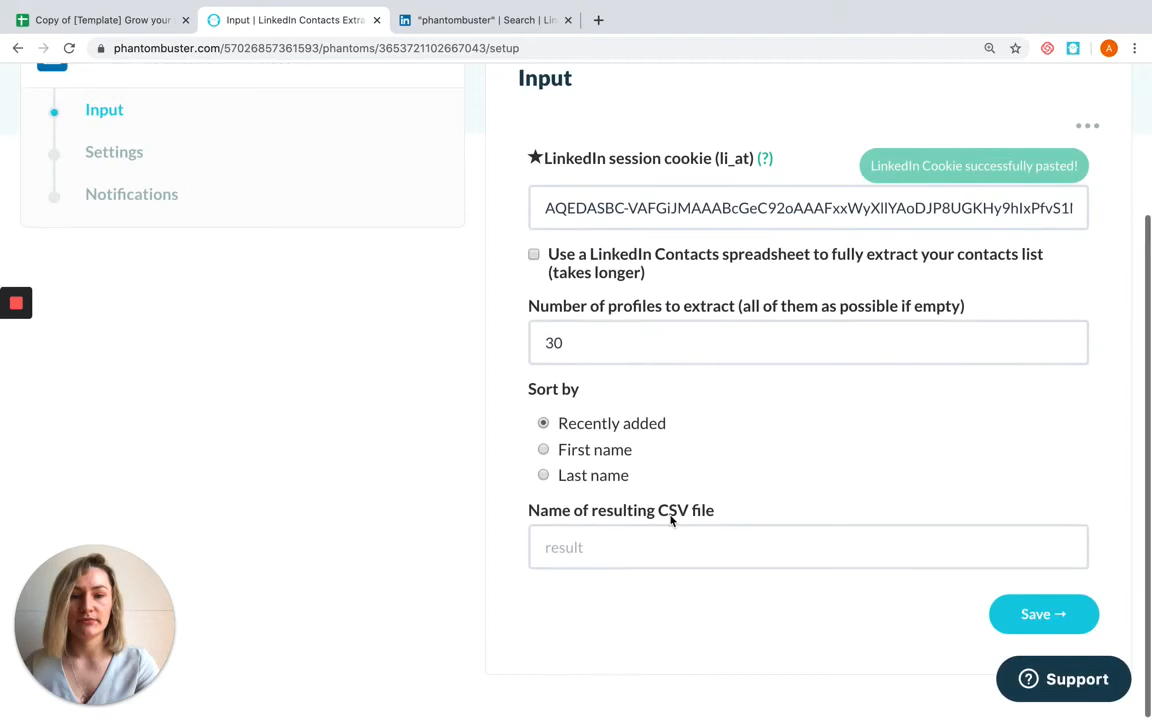 Copy of [Template] Grow your
Input | LinkedIn Contacts Extra
"phantombuster" | Search | Lin
phantombuster.com/57026857361593/phantoms/3653721102667043/setup
A
Input
Settings
Notifications
Input
★LinkedIn session cookie (li_at) (?)
LinkedIn Cookie successfully pasted!
AQEDASBC-VAFGiJMAAABcGeC92oAAAFxxWyXlIYAoDJP8UGKHy9hIxPfvS1
Use a LinkedIn Contacts spreadsheet to fully extract your contacts list
(takes longer)
Number of profiles to extract (all of them as possible if empty)
30
Sort by
Recently added
First name
Last name
Name of resulting CSV file
result
Save →
Support